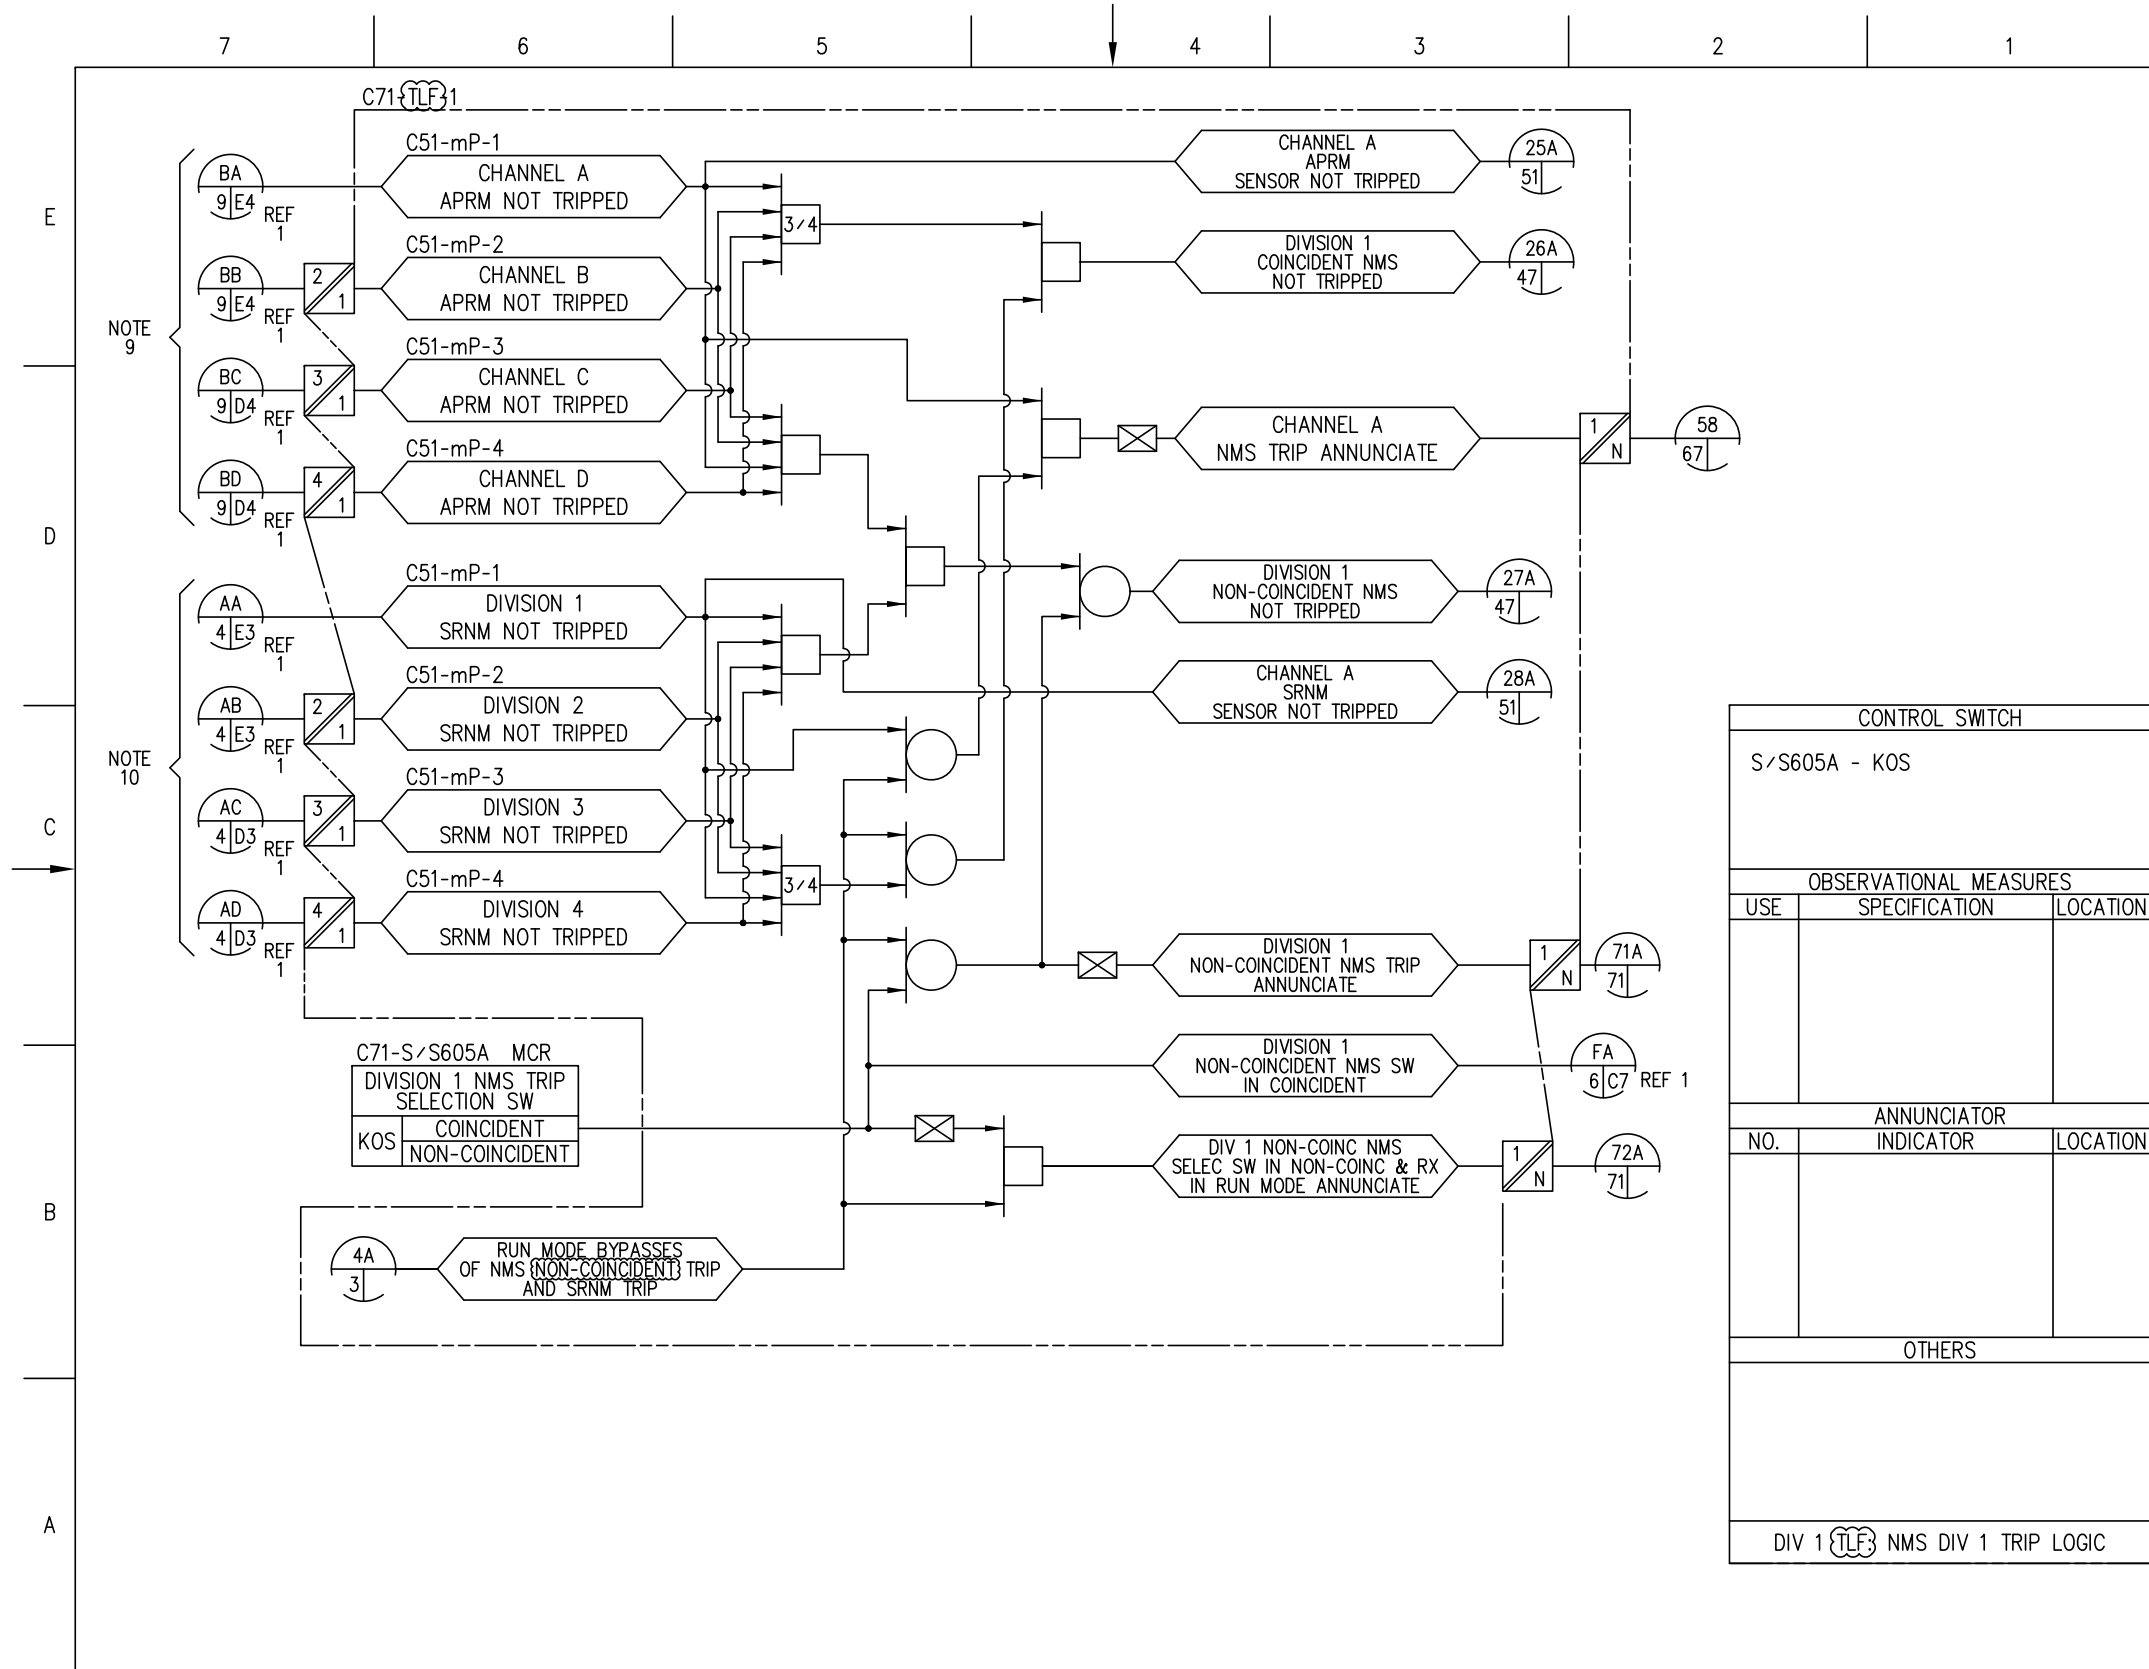 7 6 5 4 3 2 1
E
D
C
B
A
C71-TLF-1
NOTE
9
BA
9 E4
REF
1
BB
9 E4
REF
1
2
1
BC
9 D4
REF
1
3
1
BD
9 D4
REF
1
4
1
C51-mP-1
CHANNEL A
APRM NOT TRIPPED
C51-mP-2
CHANNEL B
APRM NOT TRIPPED
C51-mP-3
CHANNEL C
APRM NOT TRIPPED
C51-mP-4
CHANNEL D
APRM NOT TRIPPED
3/4
CHANNEL A
APRM
SENSOR NOT TRIPPED
25A
51
DIVISION 1
COINCIDENT NMS
NOT TRIPPED
26A
47
CHANNEL A
NMS TRIP ANNUNCIATE
1
N
58
67
NOTE
10
AA
4 E3
REF
1
AB
4 E3
REF
1
2
1
AC
4 D3
REF
1
3
1
AD
4 D3
REF
1
4
1
C51-mP-1
DIVISION 1
SRNM NOT TRIPPED
C51-mP-2
DIVISION 2
SRNM NOT TRIPPED
C51-mP-3
DIVISION 3
SRNM NOT TRIPPED
C51-mP-4
DIVISION 4
SRNM NOT TRIPPED
3/4
DIVISION 1
NON-COINCIDENT NMS
NOT TRIPPED
27A
47
CHANNEL A
SRNM
SENSOR NOT TRIPPED
28A
51
DIVISION 1
NON-COINCIDENT NMS TRIP
ANNUNCIATE
1
N
71A
71
DIVISION 1
NON-COINCIDENT NMS SW
IN COINCIDENT
FA
6 C7 REF 1
DIV 1 NON-COINC NMS
SELEC SW IN NON-COINC & RX
IN RUN MODE ANNUNCIATE
1
N
72A
71
C71-S/S605A MCR
DIVISION 1 NMS TRIP
SELECTION SW
KOS
COINCIDENT
NON-COINCIDENT
4A
3
RUN MODE BYPASSES
OF NMS NON-COINCIDENT TRIP
AND SRNM TRIP
CONTROL SWITCH
S/S605A - KOS
OBSERVATIONAL MEASURES
USE SPECIFICATION LOCATION
ANNUNCIATOR
NO. INDICATOR LOCATION
OTHERS
DIV 1 TLF: NMS DIV 1 TRIP LOGIC